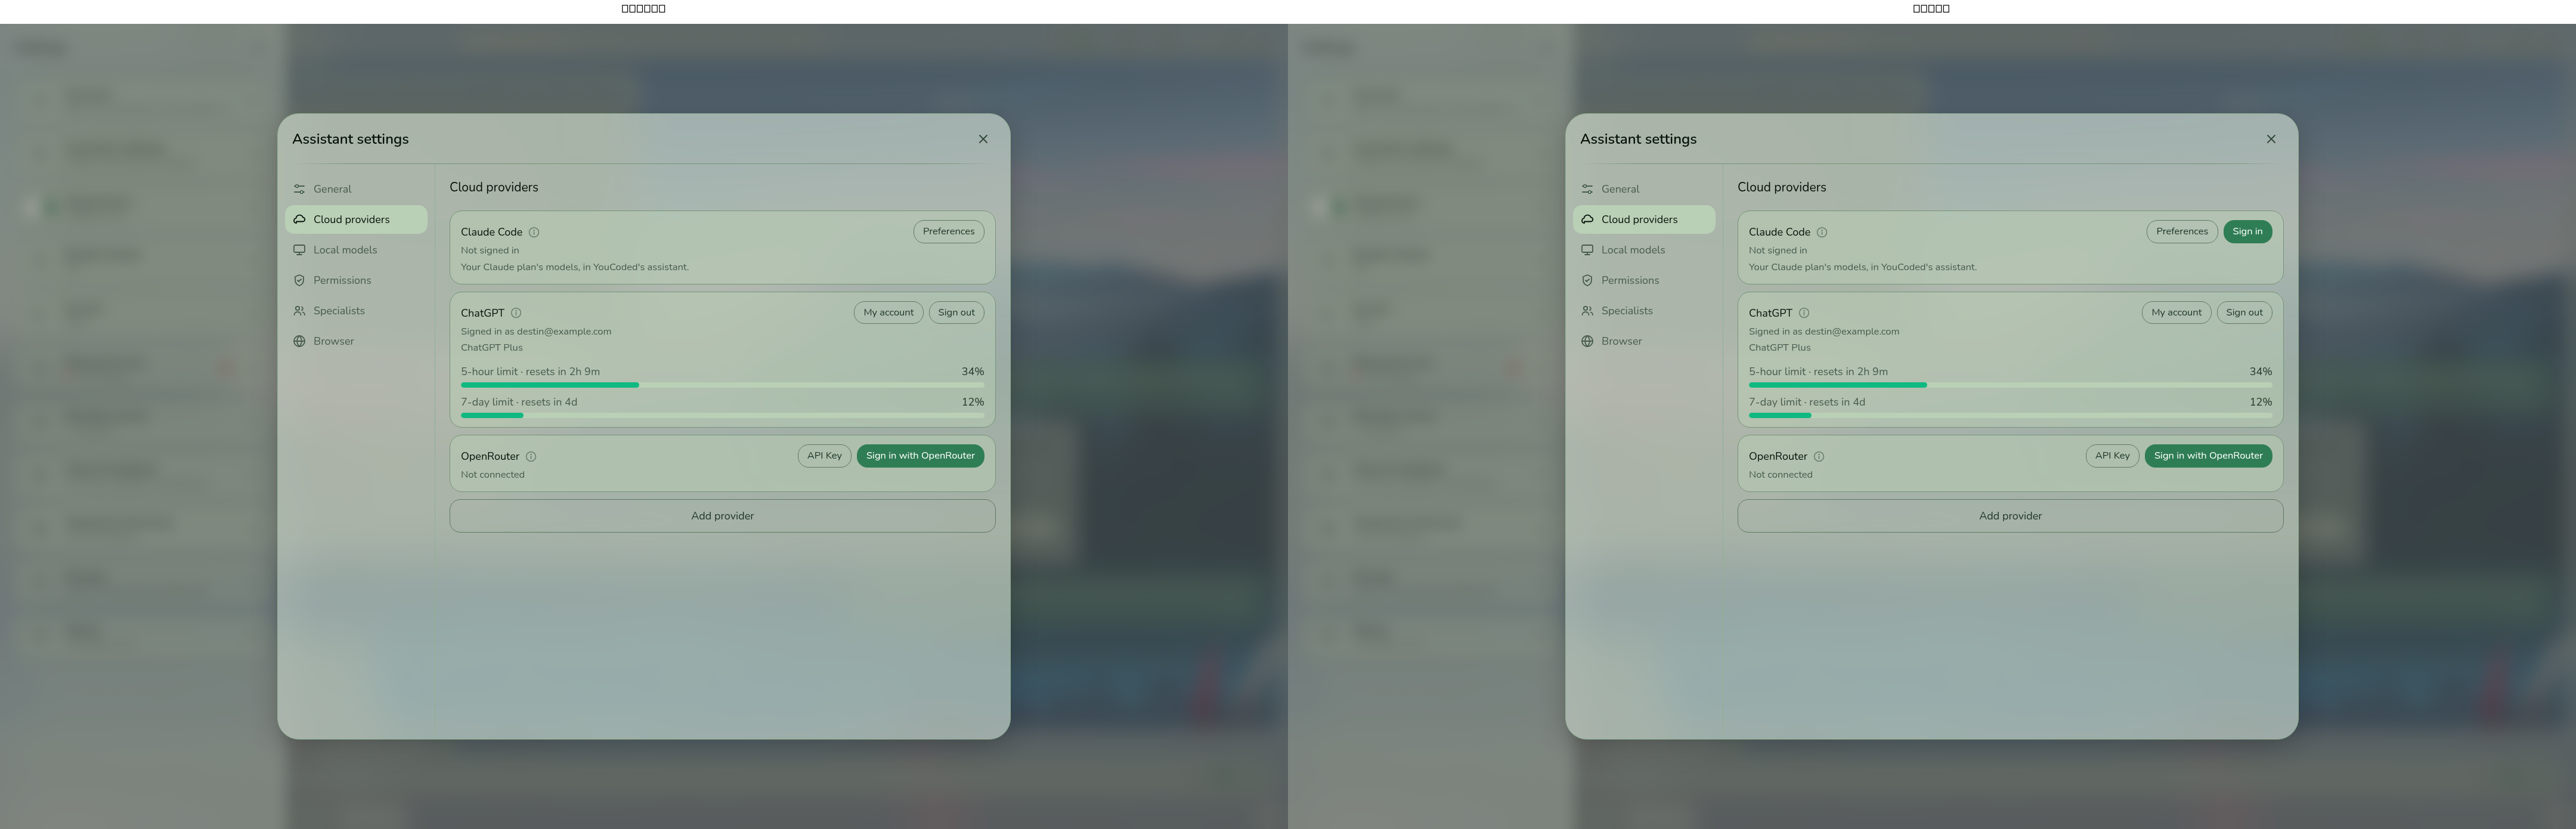 Assistant settings
General
Cloud providers
Local models
Permissions
Specialists
Browser
Cloud providers
Claude Code
Preferences
Not signed in
Your Claude plan's models, in YouCoded's assistant.
ChatGPT
My account
Sign out
Signed in as destin@example.com
ChatGPT Plus
5-hour limit · resets in 2h 9m
34%
7-day limit · resets in 4d
12%
OpenRouter
API Key
Sign in with OpenRouter
Not connected
Add provider
Assistant settings
General
Cloud providers
Local models
Permissions
Specialists
Browser
Cloud providers
Claude Code
Preferences
Sign in
Not signed in
Your Claude plan's models, in YouCoded's assistant.
ChatGPT
My account
Sign out
Signed in as destin@example.com
ChatGPT Plus
5-hour limit · resets in 2h 9m
34%
7-day limit · resets in 4d
12%
OpenRouter
API Key
Sign in with OpenRouter
Not connected
Add provider